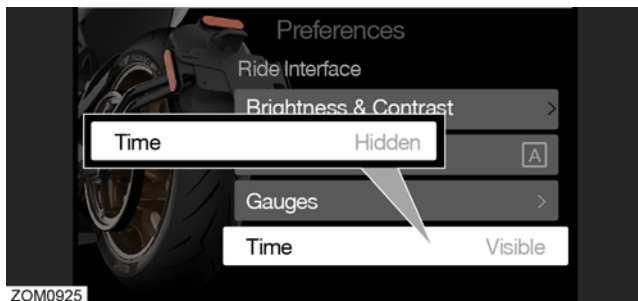 Preferences
Ride Interface
Brightness & Contrast >
Time Hidden
A
Gauges >
Time Visible
ZOM0925